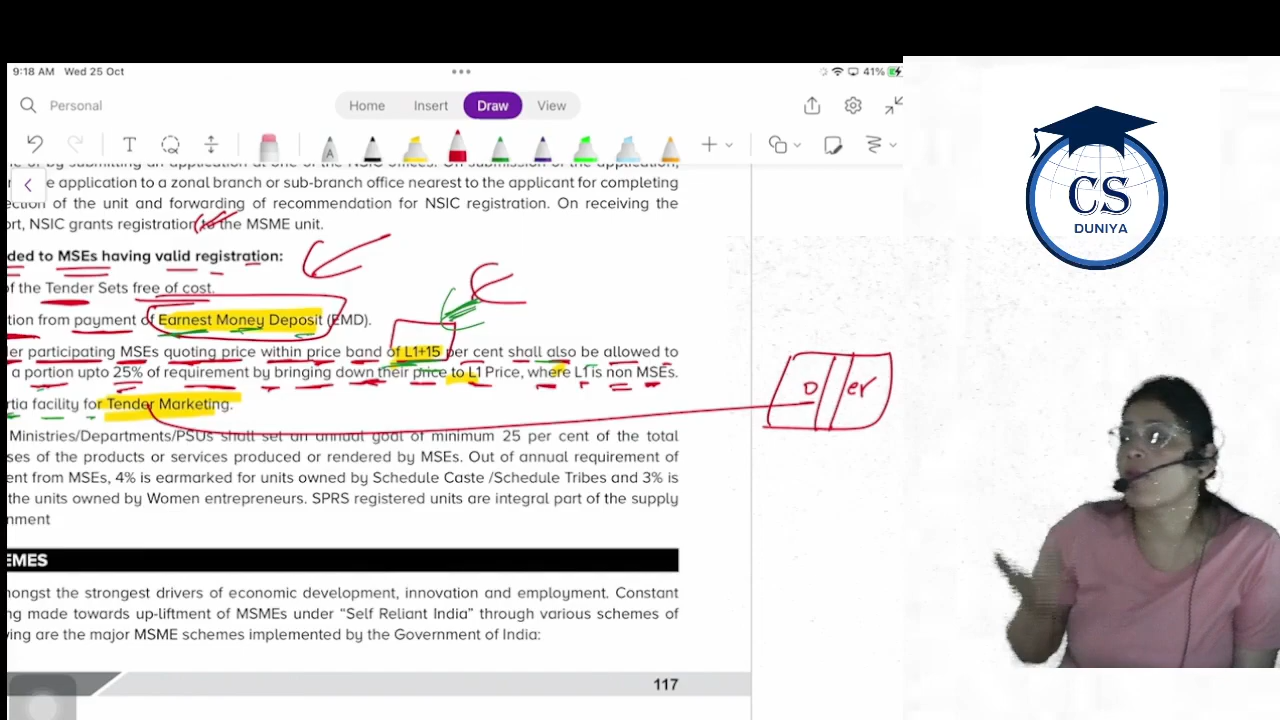 9:18 AM Wed 25 Oct
41%
Personal
Home Insert Draw View
T
A
e application to a zonal branch or sub-branch office nearest to the applicant for completing
ection of the unit and forwarding of recommendation for NSIC registration. On receiving the
ort, NSIC grants registration to the MSME unit.
ded to MSEs having valid registration:
of the Tender Sets free of cost.
tion from payment of Earnest Money Deposit (EMD).
er participating MSEs quoting price within price band of L1+15 per cent shall also be allowed to
a portion upto 25% of requirement by bringing down their price to L1 Price, where L1 is non MSEs.
rtia facility for Tender Marketing.
D er
Ministries/Departments/PSUs shall set an annual goal of minimum 25 per cent of the total
ses of the products or services produced or rendered by MSEs. Out of annual requirement of
ent from MSEs, 4% is earmarked for units owned by Schedule Caste /Schedule Tribes and 3% is
the units owned by Women entrepreneurs. SPRS registered units are integral part of the supply
nment
EMES
mongst the strongest drivers of economic development, innovation and employment. Constant
ng made towards up-liftment of MSMEs under “Self Reliant India” through various schemes of
wing are the major MSME schemes implemented by the Government of India:
117
CS
DUNIYA